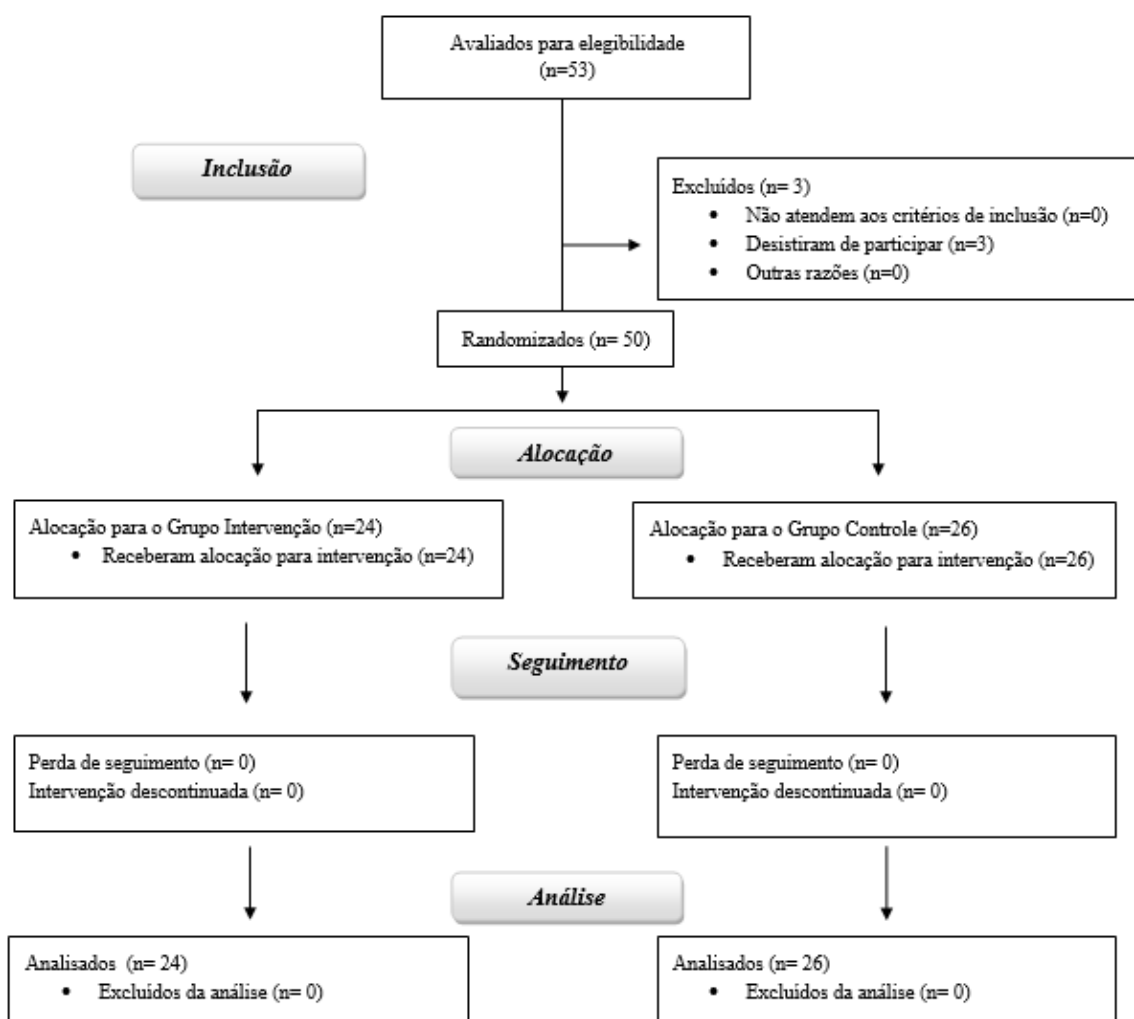 Avaliados para elegibilidade
(n=53)
Inclusão
Excluídos (n= 3)
• Não atendem aos critérios de inclusão (n=0)
• Desistiram de participar (n=3)
• Outras razões (n=0)
Randomizados (n= 50)
Alocação
Alocação para o Grupo Intervenção (n=24)
• Receberam alocação para intervenção (n=24)
Alocação para o Grupo Controle (n=26)
• Receberam alocação para intervenção (n=26)
Seguimento
Perda de seguimento (n= 0)
Intervenção descontinuada (n= 0)
Perda de seguimento (n= 0)
Intervenção descontinuada (n= 0)
Análise
Analisados (n= 24)
• Excluídos da análise (n= 0)
Analisados (n= 26)
• Excluídos da análise (n= 0)